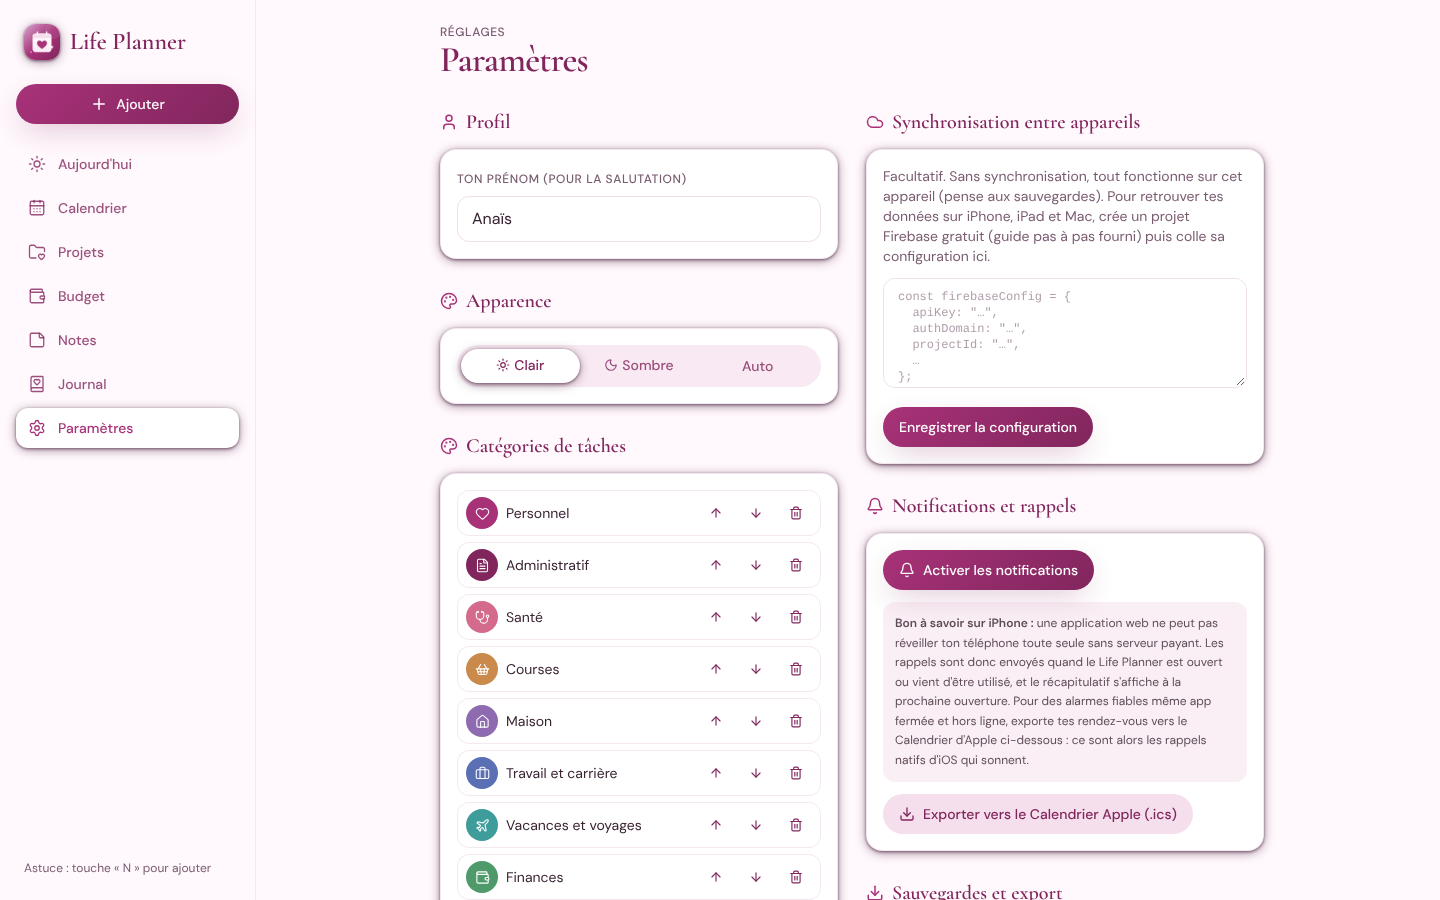 Life Planner
Ajouter
Aujourd'hui
Calendrier
Projets
Budget
Notes
Journal
Paramètres
Astuce : touche « N » pour ajouter
RÉGLAGES
Paramètres
Profil
TON PRÉNOM (POUR LA SALUTATION)
Anaïs
Apparence
Clair
Sombre
Auto
Catégories de tâches
Personnel
Administratif
Santé
Courses
Maison
Travail et carrière
Vacances et voyages
Finances
Synchronisation entre appareils
Facultatif. Sans synchronisation, tout fonctionne sur cet
appareil (pense aux sauvegardes). Pour retrouver tes
données sur iPhone, iPad et Mac, crée un projet
Firebase gratuit (guide pas à pas fourni) puis colle sa
configuration ici.
const firebaseConfig = {
apiKey: "…",
authDomain: "…",
projectId: "…",
…
};
Enregistrer la configuration
Notifications et rappels
Activer les notifications
Bon à savoir sur iPhone : une application web ne peut pas
réveiller ton téléphone toute seule sans serveur payant. Les
rappels sont donc envoyés quand le Life Planner est ouvert
ou vient d'être utilisé, et le récapitulatif s'affiche à la
prochaine ouverture. Pour des alarmes fiables même app
fermée et hors ligne, exporte tes rendez-vous vers le
Calendrier d'Apple ci-dessous : ce sont alors les rappels
natifs d'iOS qui sonnent.
Exporter vers le Calendrier Apple (.ics)
Sauvegardes et export